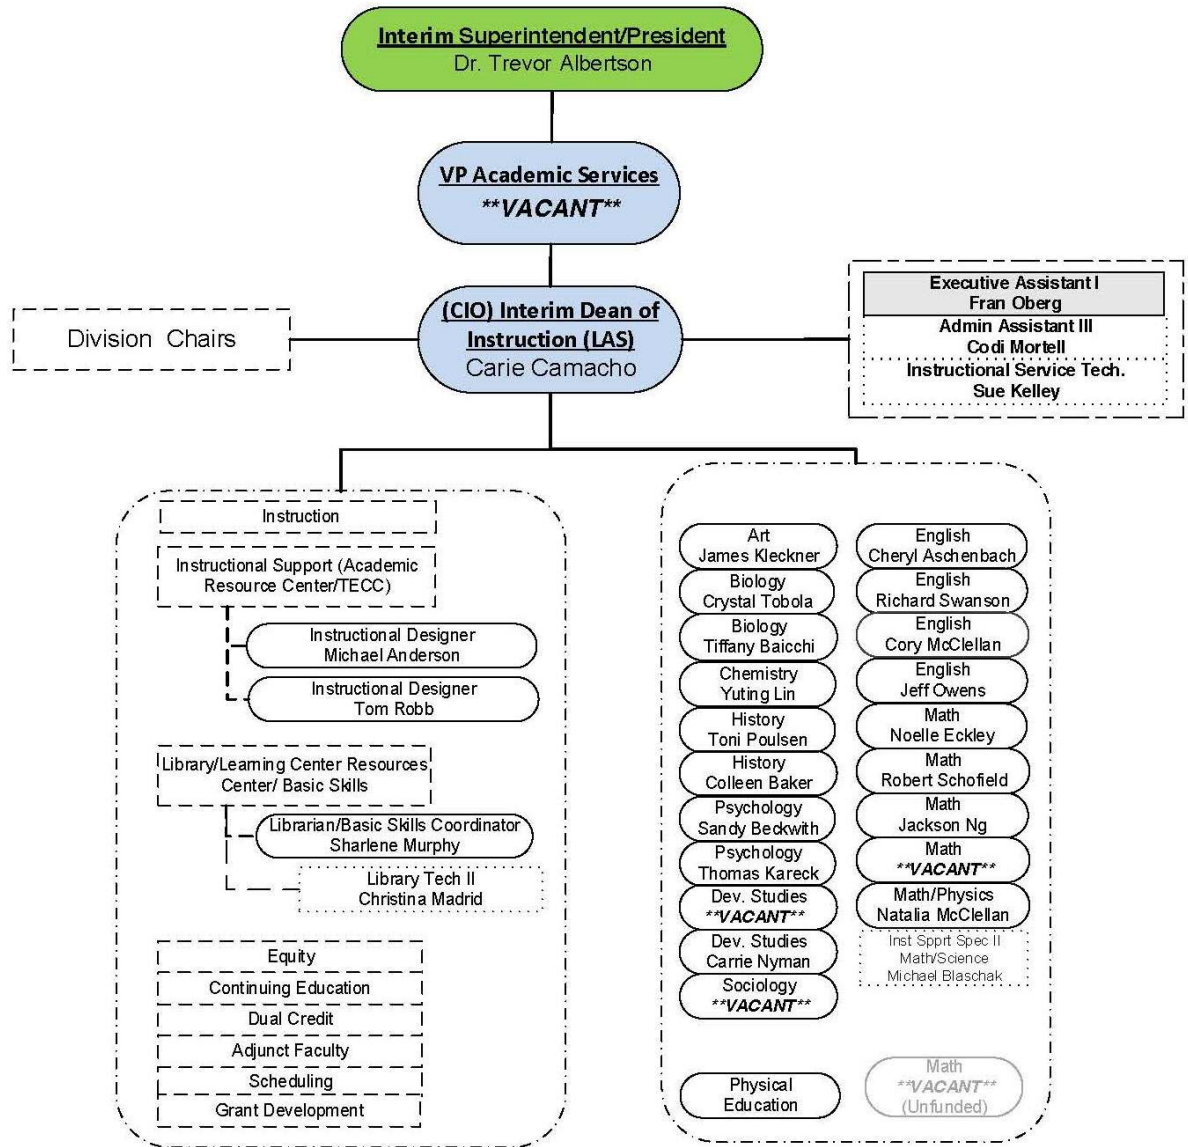 Interim Superintendent/President
Dr. Trevor Albertson
VP Academic Services
**VACANT**
(CIO) Interim Dean of
Instruction (LAS)
Carie Camacho
Division Chairs
Executive Assistant I
Fran Oberg
Admin Assistant III
Codi Mortell
Instructional Service Tech.
Sue Kelley
Instruction
Instructional Support (Academic
Resource Center/TECC)
Instructional Designer
Michael Anderson
Instructional Designer
Tom Robb
Library/Learning Center Resources
Center/ Basic Skills
Librarian/Basic Skills Coordinator
Sharlene Murphy
Library Tech II
Christina Madrid
Equity
Continuing Education
Dual Credit
Adjunct Faculty
Scheduling
Grant Development
Art
James Kleckner
Biology
Crystal Tobola
Biology
Tiffany Baicchi
Chemistry
Yuting Lin
History
Toni Poulsen
History
Colleen Baker
Psychology
Sandy Beckwith
Psychology
Thomas Kareck
Dev. Studies
**VACANT**
Dev. Studies
Carrie Nyman
Sociology
**VACANT**
Physical
Education
English
Cheryl Aschenbach
English
Richard Swanson
English
Cory McClellan
English
Jeff Owens
Math
Noelle Eckley
Math
Robert Schofield
Math
Jackson Ng
Math
**VACANT**
Math/Physics
Natalia McClellan
Inst Spprt Spec II
Math/Science
Michael Blaschak
Math
**VACANT**
(Unfunded)